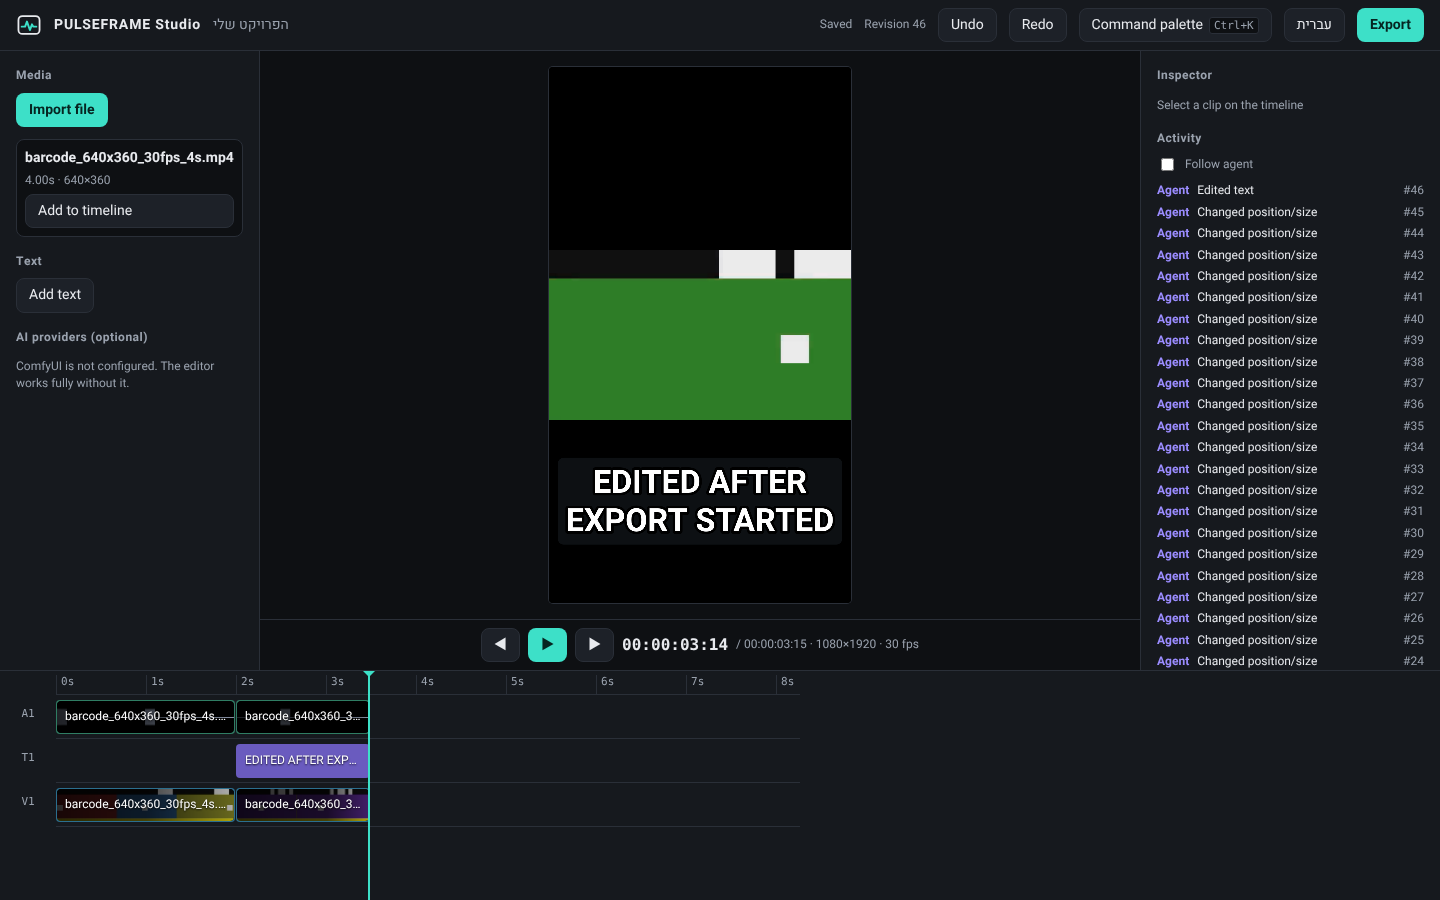 PULSEFRAME Studio הפרויקט שלי Saved Revision 46 Undo Redo Command palette Ctrl+K עברית Export
Media
Import file
barcode_640x360_30fps_4s.mp4
4.00s · 640×360
Add to timeline
Text
Add text
AI providers (optional)
ComfyUI is not configured. The editor
works fully without it.
EDITED AFTER
EXPORT STARTED
00:00:03:14 / 00:00:03:15 · 1080×1920 · 30 fps
Inspector
Select a clip on the timeline
Activity
Follow agent
Agent Edited text #46
Agent Changed position/size #45
Agent Changed position/size #44
Agent Changed position/size #43
Agent Changed position/size #42
Agent Changed position/size #41
Agent Changed position/size #40
Agent Changed position/size #39
Agent Changed position/size #38
Agent Changed position/size #37
Agent Changed position/size #36
Agent Changed position/size #35
Agent Changed position/size #34
Agent Changed position/size #33
Agent Changed position/size #32
Agent Changed position/size #31
Agent Changed position/size #30
Agent Changed position/size #29
Agent Changed position/size #28
Agent Changed position/size #27
Agent Changed position/size #26
Agent Changed position/size #25
Agent Changed position/size #24
0s 1s 2s 3s 4s 5s 6s 7s 8s
A1 barcode_640x360_30fps_4s.... barcode_640x360_3...
T1 EDITED AFTER EXP...
V1 barcode_640x360_30fps_4s.... barcode_640x360_3...